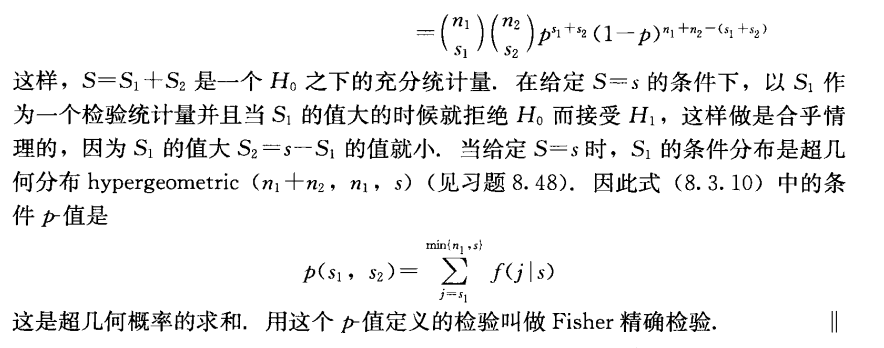 $=\binom{n_1}{s_1}\binom{n_2}{s_2}p^{s_1+s_2}(1-p)^{n_1+n_2-(s_1+s_2)}$
这样，$S=S_1+S_2$ 是一个 $H_0$ 之下的充分统计量．在给定 $S=s$ 的条件下，以 $S_1$ 作
为一个检验统计量并且当 $S_1$ 的值大的时候就拒绝 $H_0$ 而接受 $H_1$，这样做是合乎情
理的，因为 $S_1$ 的值大 $S_2=s-S_1$ 的值就小．当给定 $S=s$ 时，$S_1$ 的条件分布是超几
何分布 hypergeometric（$n_1+n_2$，$n_1$，$s$）（见习题 8.48）．因此式（8.3.10）中的条
件 $p$-值是
$p(s_1，s_2)=\sum_{j=s_1}^{\min\{n_1,s\}}f(j|s)$
这是超几何概率的求和．用这个 $p$-值定义的检验叫做 Fisher 精确检验． ‖